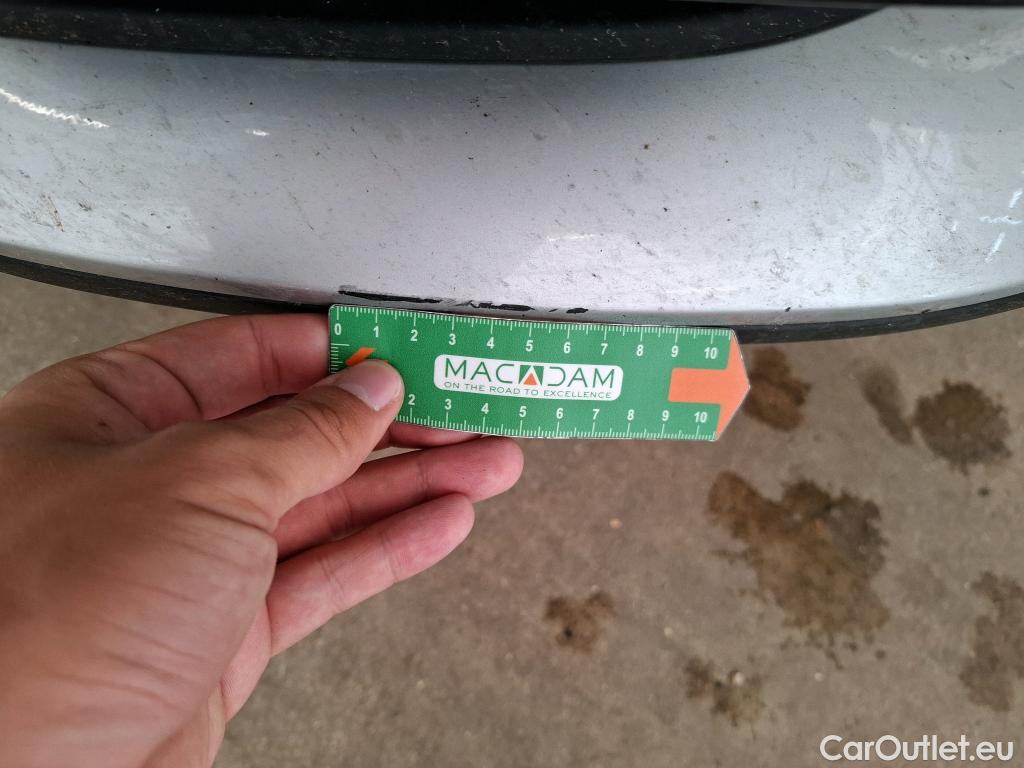 0 1 2 3 4 5 6 7 8 9 10
MACADAM
ON THE ROAD TO EXCELLENCE
2 3 4 5 6 7 8 9 10
CarOutlet.eu